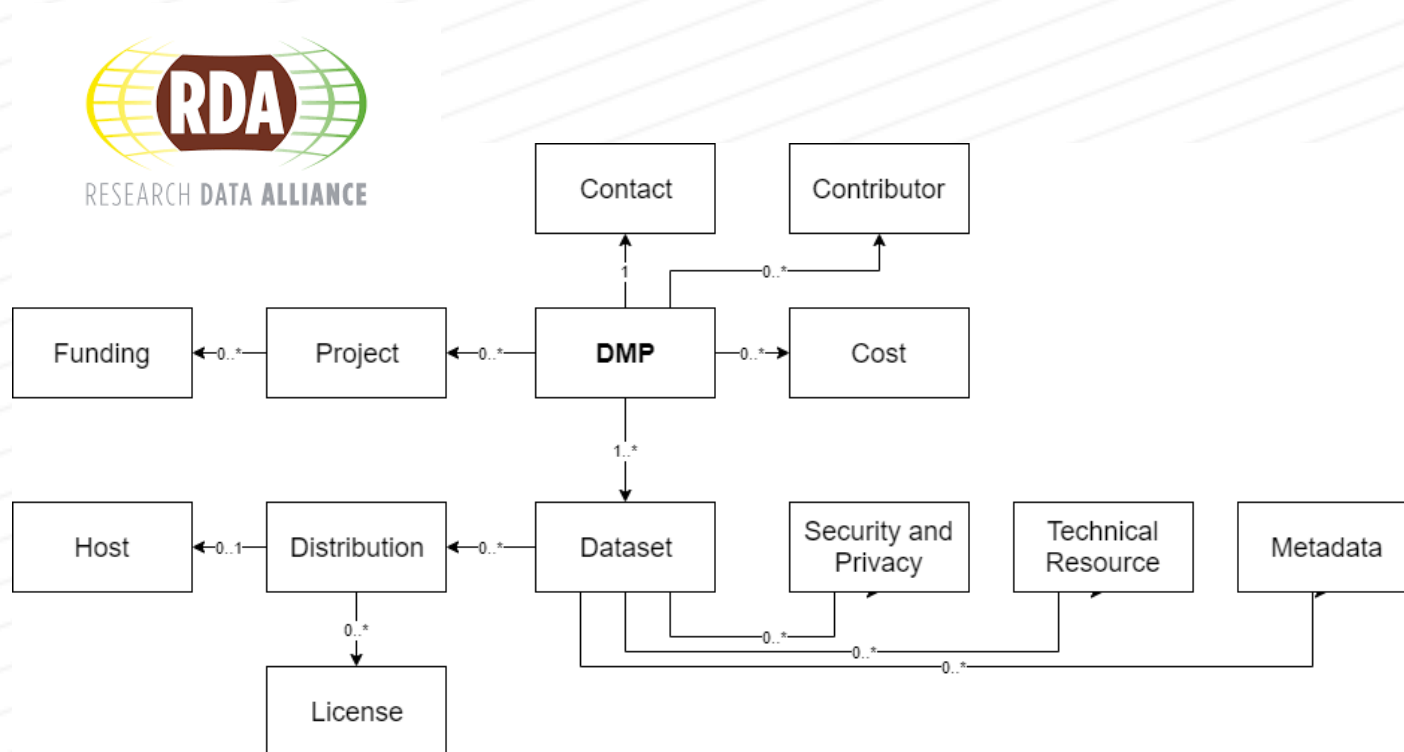 RDA
RESEARCH DATA ALLIANCE
Contact
Contributor
1
0..*
Funding
0..*
Project
0..*
DMP
0..*
Cost
1..*
Host
0..1
Distribution
0..*
Dataset
Security and
Privacy
Technical
Resource
Metadata
0..*
0..*
0..*
0..*
License